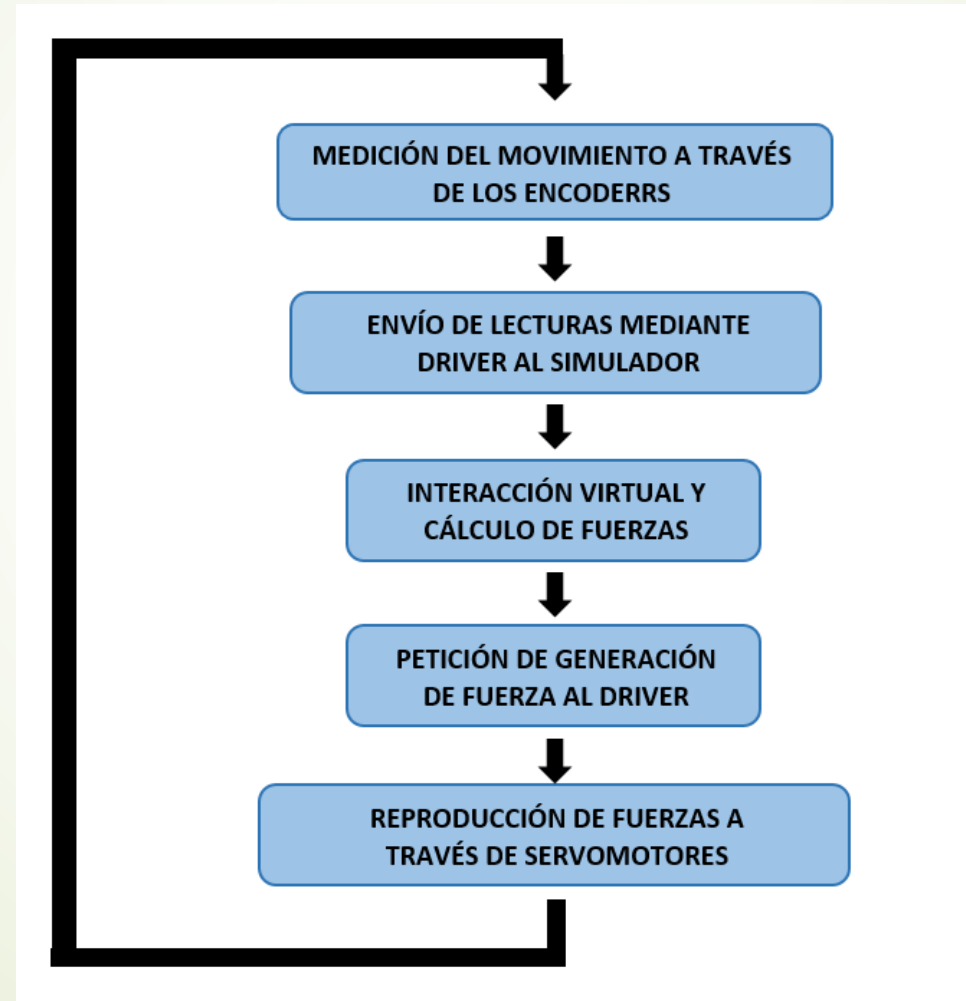 MEDICIÓN DEL MOVIMIENTO A TRAVÉS
DE LOS ENCODERRS
ENVÍO DE LECTURAS MEDIANTE
DRIVER AL SIMULADOR
INTERACCIÓN VIRTUAL Y
CÁLCULO DE FUERZAS
PETICIÓN DE GENERACIÓN
DE FUERZA AL DRIVER
REPRODUCCIÓN DE FUERZAS A
TRAVÉS DE SERVOMOTORES